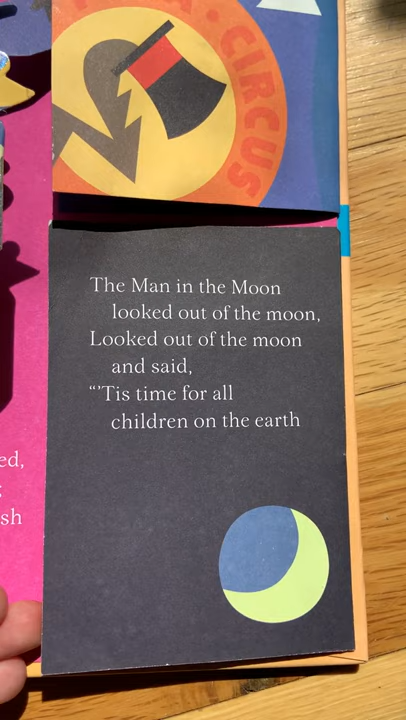 CIRCUS
The Man in the Moon
looked out of the moon,
Looked out of the moon
and said,
“’Tis time for all
children on the earth
ed,
sh